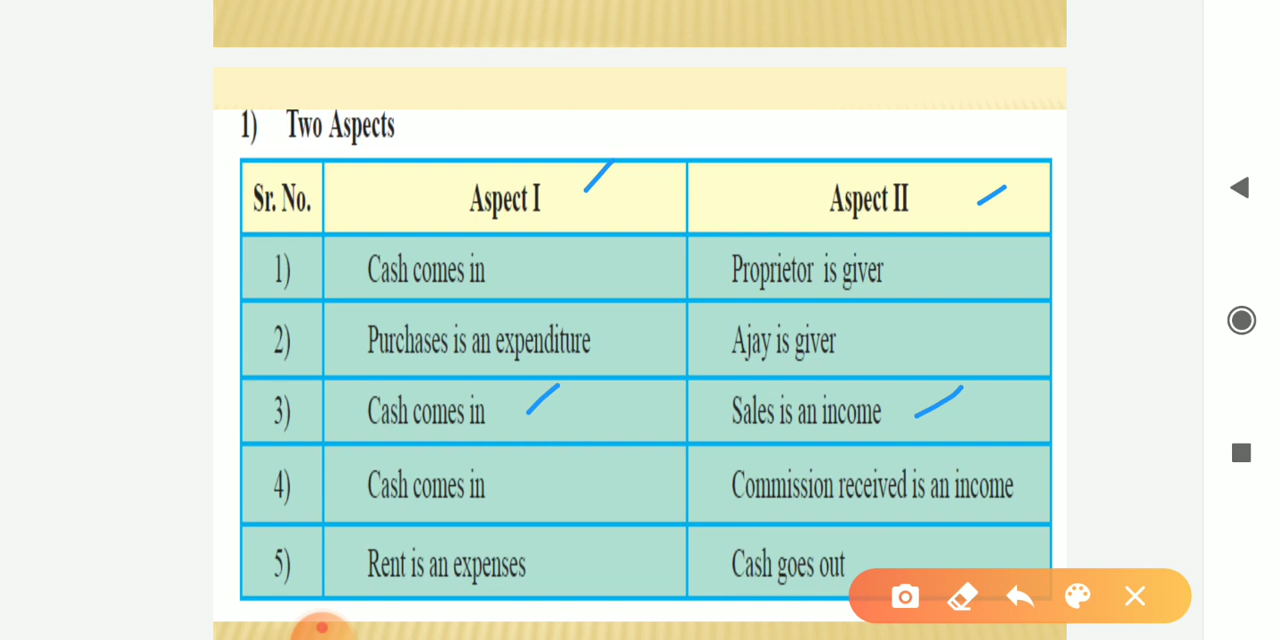 1) Two Aspects
Sr. No. Aspect I Aspect II
1) Cash comes in Proprietor is giver
2) Purchases is an expenditure Ajay is giver
3) Cash comes in Sales is an income
4) Cash comes in Commission received is an income
5) Rent is an expenses Cash goes out